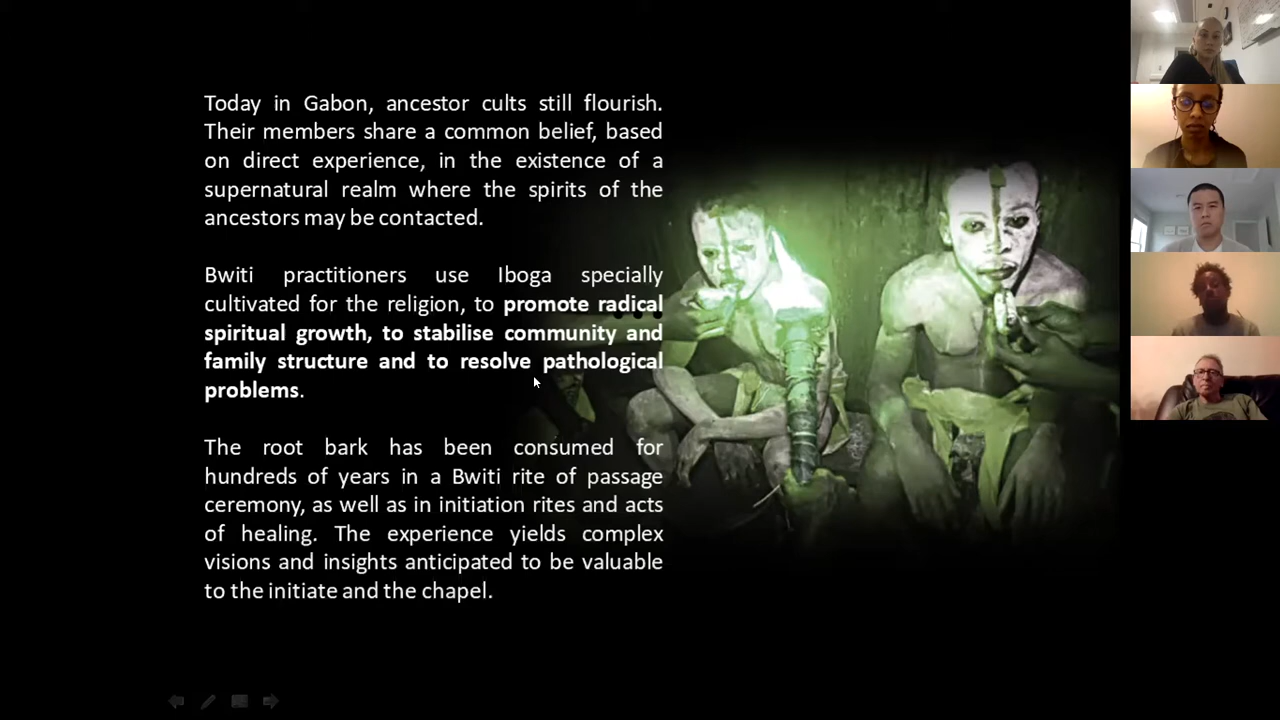 Today in Gabon, ancestor cults still flourish.
Their members share a common belief, based
on direct experience, in the existence of a
supernatural realm where the spirits of the
ancestors may be contacted.
Bwiti practitioners use Iboga specially
cultivated for the religion, to promote radical
spiritual growth, to stabilise community and
family structure and to resolve pathological
problems.
The root bark has been consumed for
hundreds of years in a Bwiti rite of passage
ceremony, as well as in initiation rites and acts
of healing. The experience yields complex
visions and insights anticipated to be valuable
to the initiate and the chapel.